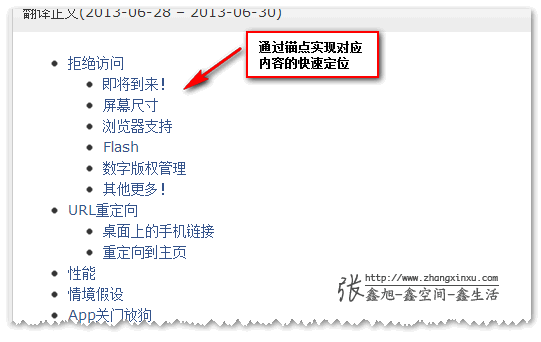 翻译正义(2013-06-28 – 2013-06-30)
通过锚点实现对应
内容的快速定位
拒绝访问
即将到来！
屏幕尺寸
浏览器支持
Flash
数字版权管理
其他更多！
URL重定向
桌面上的手机链接
重定向到主页
性能
情境假设
App关门放狗
张
http://www.zhangxinxu.com
鑫旭-鑫空间-鑫生活